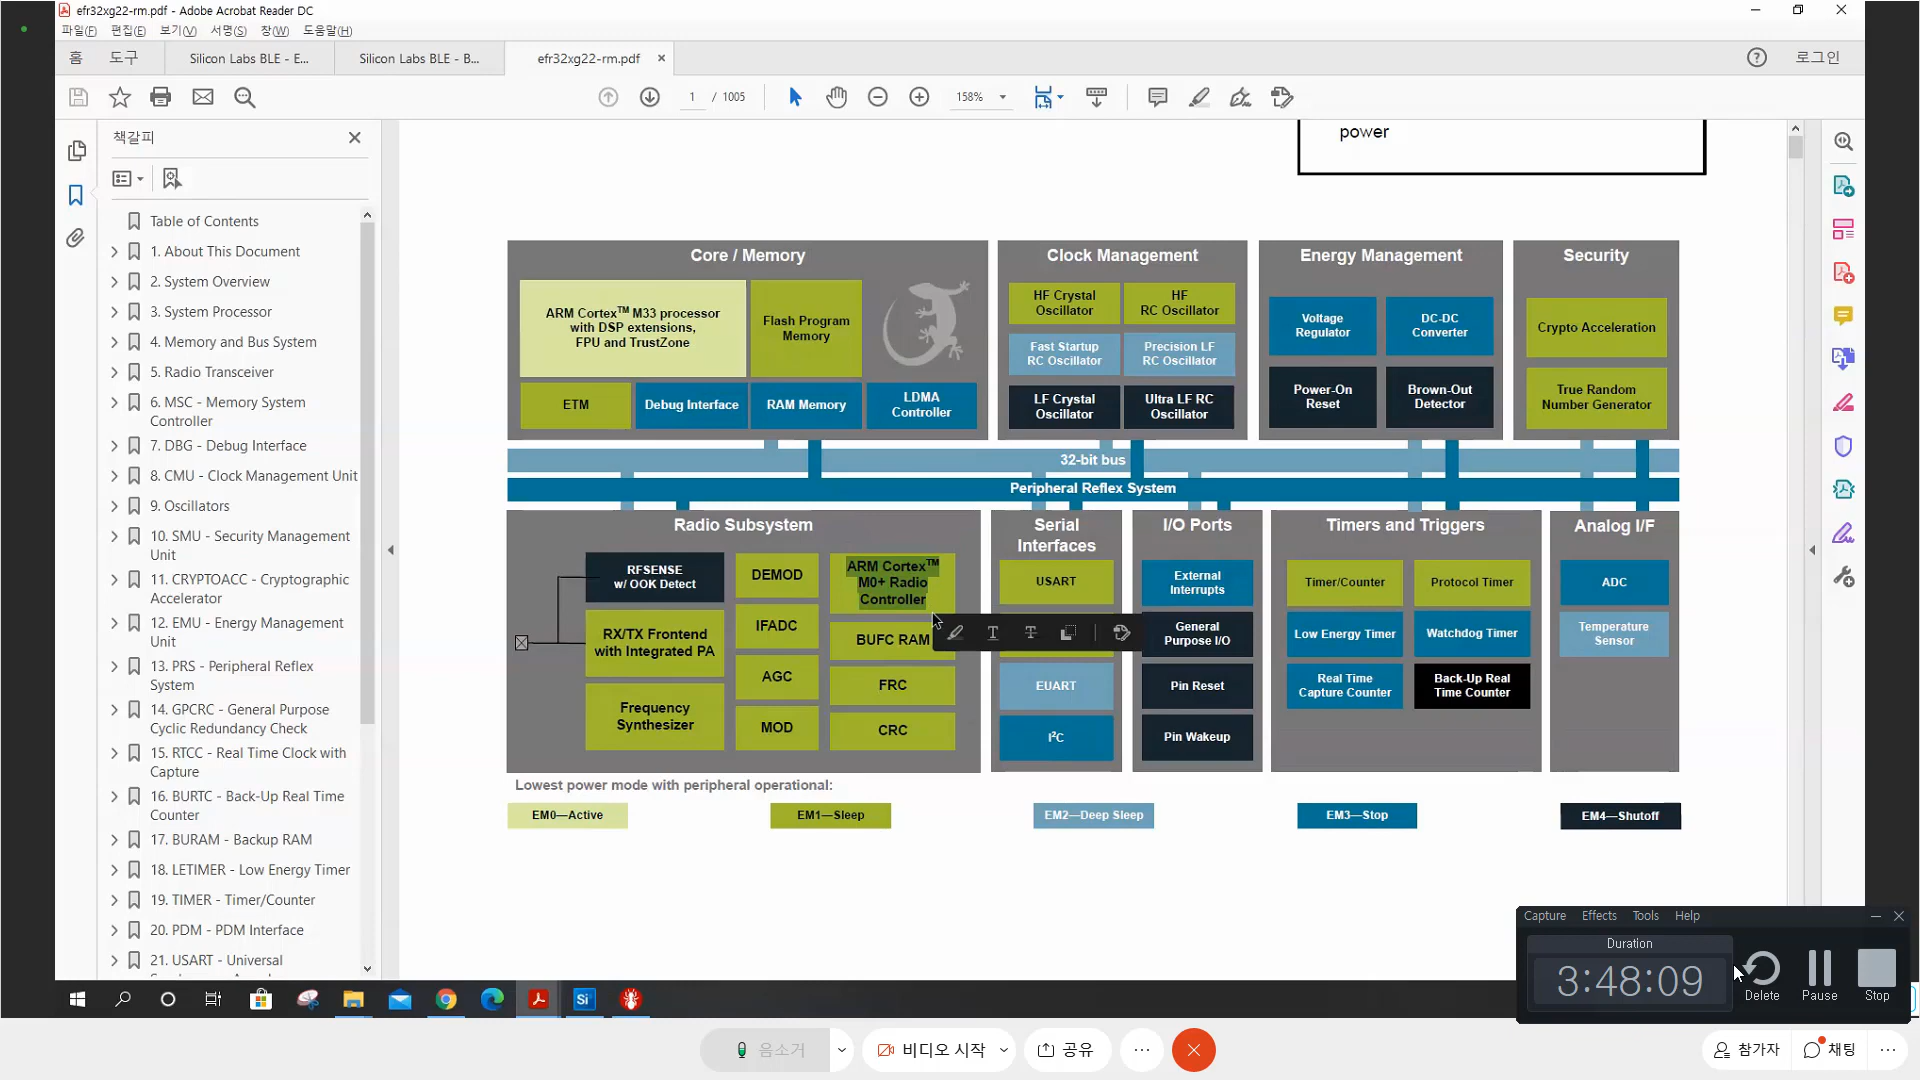 efr32xg22-rm.pdf - Adobe Acrobat Reader DC
파일(F) 편집(E) 보기(V) 서명(S) 창(W) 도움말(H)
홈 도구 Silicon Labs BLE - E... Silicon Labs BLE - B... efr32xg22-rm.pdf 로그인
1 / 1005 158%
책갈피
Table of Contents
1. About This Document
2. System Overview
3. System Processor
4. Memory and Bus System
5. Radio Transceiver
6. MSC - Memory System
Controller
7. DBG - Debug Interface
8. CMU - Clock Management Unit
9. Oscillators
10. SMU - Security Management
Unit
11. CRYPTOACC - Cryptographic
Accelerator
12. EMU - Energy Management
Unit
13. PRS - Peripheral Reflex
System
14. GPCRC - General Purpose
Cyclic Redundancy Check
15. RTCC - Real Time Clock with
Capture
16. BURTC - Back-Up Real Time
Counter
17. BURAM - Backup RAM
18. LETIMER - Low Energy Timer
19. TIMER - Timer/Counter
20. PDM - PDM Interface
21. USART - Universal
power
Core / Memory
ARM Cortex™ M33 processor
with DSP extensions,
FPU and TrustZone
Flash Program
Memory
ETM
Debug Interface
RAM Memory
LDMA
Controller
Clock Management
HF Crystal
Oscillator
HF
RC Oscillator
Fast Startup
RC Oscillator
Precision LF
RC Oscillator
LF Crystal
Oscillator
Ultra LF RC
Oscillator
Energy Management
Voltage
Regulator
DC-DC
Converter
Power-On
Reset
Brown-Out
Detector
Security
Crypto Acceleration
True Random
Number Generator
32-bit bus
Peripheral Reflex System
Radio Subsystem
RFSENSE
w/ OOK Detect
RX/TX Frontend
with Integrated PA
Frequency
Synthesizer
DEMOD
IFADC
AGC
MOD
ARM Cortex™
M0+ Radio
Controller
BUFC RAM
FRC
CRC
Serial
Interfaces
USART
EUART
I²C
I/O Ports
External
Interrupts
General
Purpose I/O
Pin Reset
Pin Wakeup
Timers and Triggers
Timer/Counter
Protocol Timer
Low Energy Timer
Watchdog Timer
Real Time
Capture Counter
Back-Up Real
Time Counter
Analog I/F
ADC
Temperature
Sensor
Lowest power mode with peripheral operational:
EM0—Active EM1—Sleep EM2—Deep Sleep EM3—Stop EM4—Shutoff
Capture Effects Tools Help
Duration
3:48:09
Delete Pause Stop
Si
음소거 비디오 시작 공유 참가자 채팅